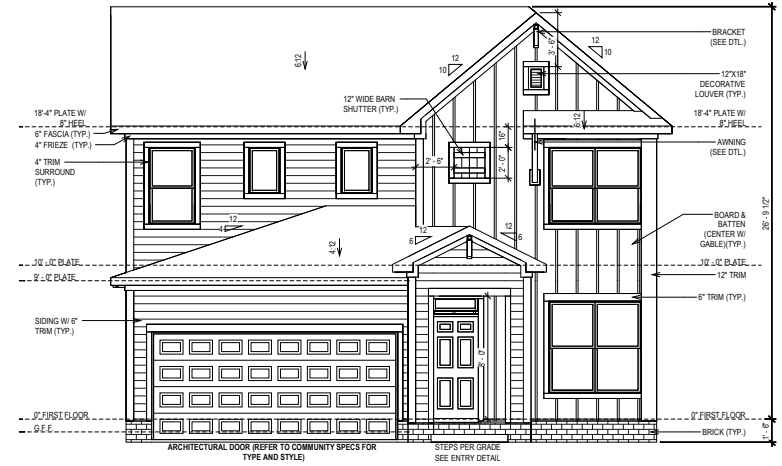 12
10
12
10
BRACKET
(SEE DTL.)
3'- 6"
6:12
12"X18"
DECORATIVE
LOUVER (TYP.)
12" WIDE BARN
SHUTTER (TYP.)
18'-4" PLATE W/
8" HEEL
6" FASCIA (TYP.)
4" FRIEZE (TYP.)
18'-4" PLATE W/
8" HEEL
6:12
16"
AWNING
(SEE DTL.)
4" TRIM
SURROUND
(TYP.)
2' - 6"
2' - 0"
26' - 9 1/2"
12
4
12
6
12
6
BOARD &
BATTEN
(CENTER W/
GABLE)(TYP.)
4:12
10' - 0" PLATE
10' - 0" PLATE
9' - 0" PLATE
12" TRIM
6" TRIM (TYP.)
SIDING W/ 6"
TRIM (TYP.)
8' - 0"
0" FIRST FLOOR
0" FIRST FLOOR
G.F.F.
BRICK (TYP.)
1' - 6"
ARCHITECTURAL DOOR (REFER TO COMMUNITY SPECS FOR
TYPE AND STYLE)
STEPS PER GRADE
SEE ENTRY DETAIL